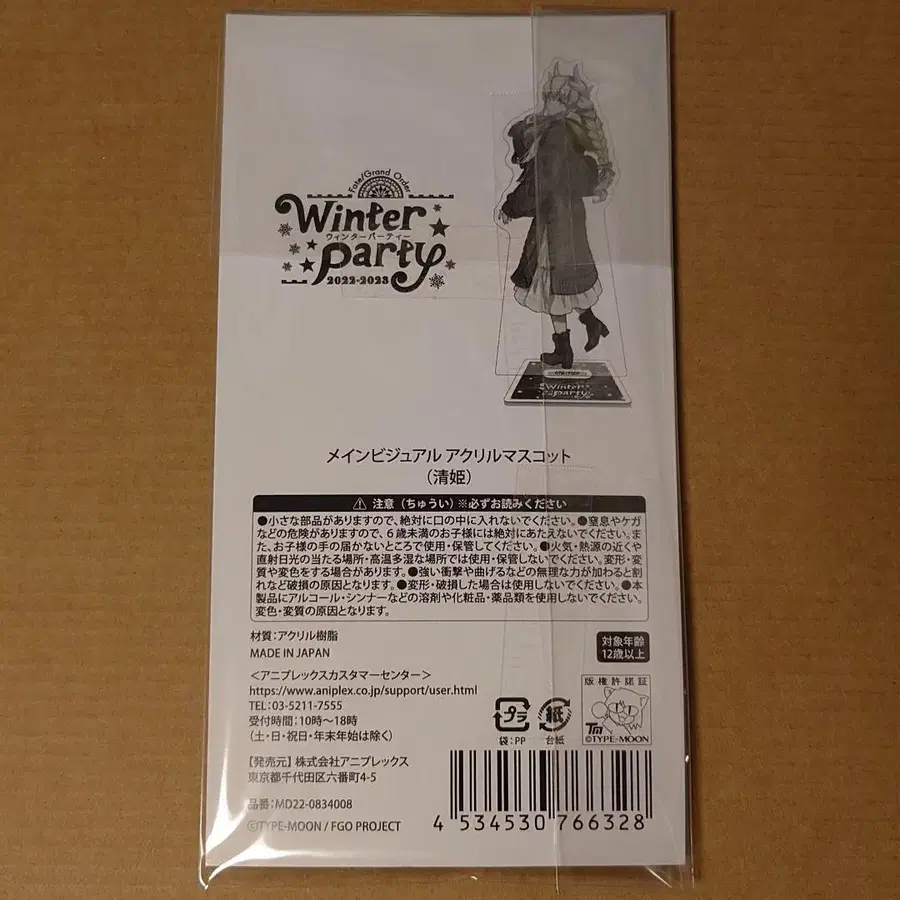 Fate/Grand Order
Winter
ウィンターパーティー
party
2022-2023
Winter
party
メインビジュアル アクリルマスコット
（清姫）
⚠ 注意（ちゅうい）※必ずお読みください
●小さな部品がありますので、絶対に口の中に入れないでください。●窒息やケガ
などの危険がありますので、６歳未満のお子様には絶対にあたえないでください。ま
た、お子様の手の届かないところで使用・保管してください。●火気・熱源の近くや
直射日光の当たる場所・高温多湿な場所では使用・保管しないでください。変形・変
質や変色をする場合があります。●強い衝撃や曲げるなどの無理な力が加わると割
れなど破損の原因となります。●変形・破損した場合は使用しないでください。●本
製品にアルコール・シンナーなどの溶剤や化粧品・薬品類を使用しないでください。
変色・変質の原因となります。
材質：アクリル樹脂
MADE IN JAPAN
対象年齢
12歳以上
＜アニプレックスカスタマーセンター＞
https://www.aniplex.co.jp/support/user.html
TEL：03-5211-7555
受付時間：10時～18時
（土・日・祝日・年末年始は除く）
プラ
袋：PP
紙
台紙
版権許諾証
TM
©TYPE-MOON
【発売元】株式会社アニプレックス
東京都千代田区六番町4-5
品番：MD22-0834008
©TYPE-MOON / FGO PROJECT
4 534530 766328